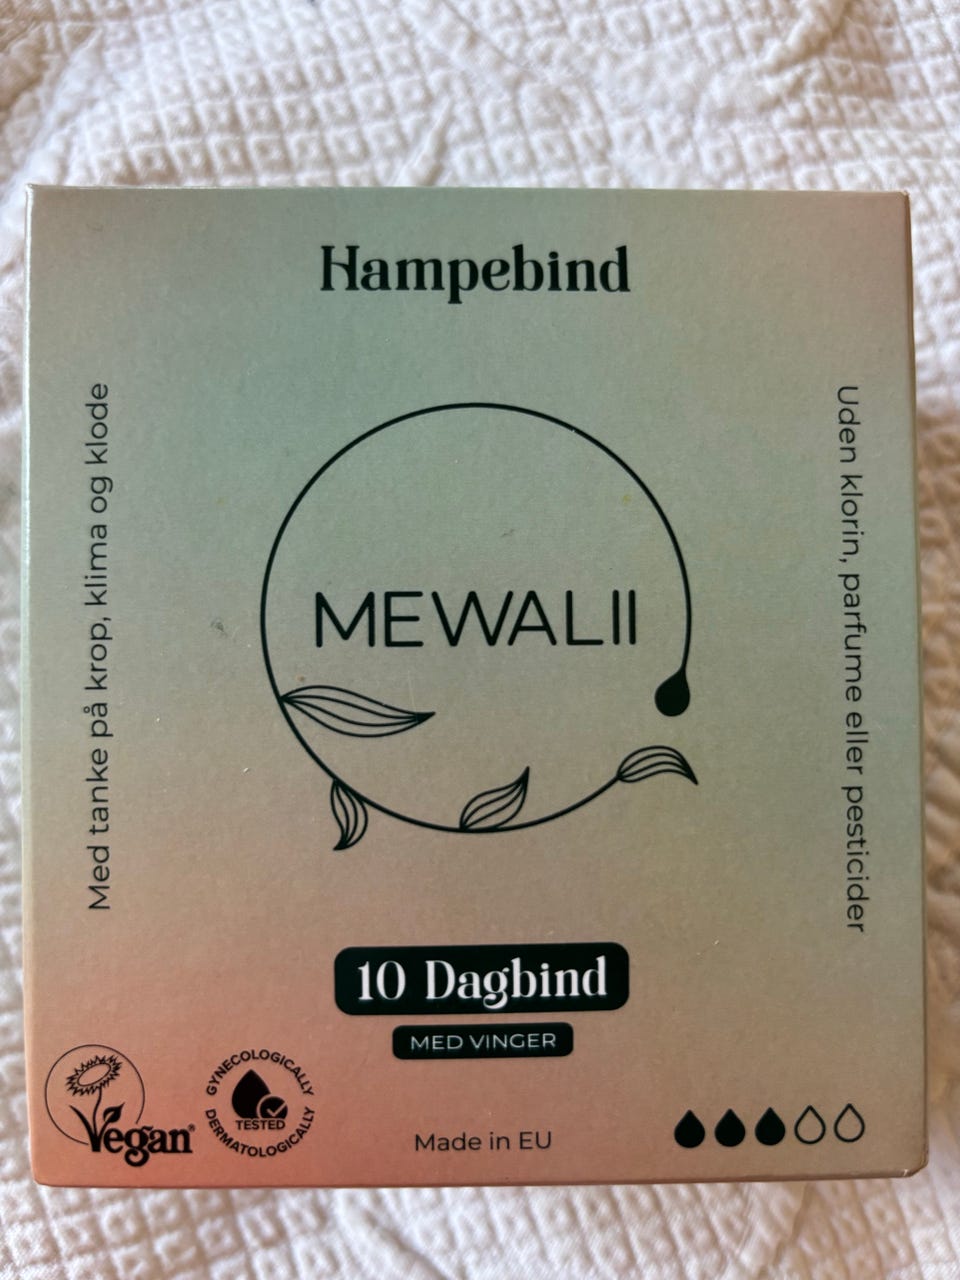 Hampebind
Med tanke på krop, klima og klode
Uden klorin, parfume eller pesticider
MEWALII
10 Dagbind
MED VINGER
Vegan®
GYNECOLOGICALLY
TESTED
DERMATOLOGICALLY
Made in EU